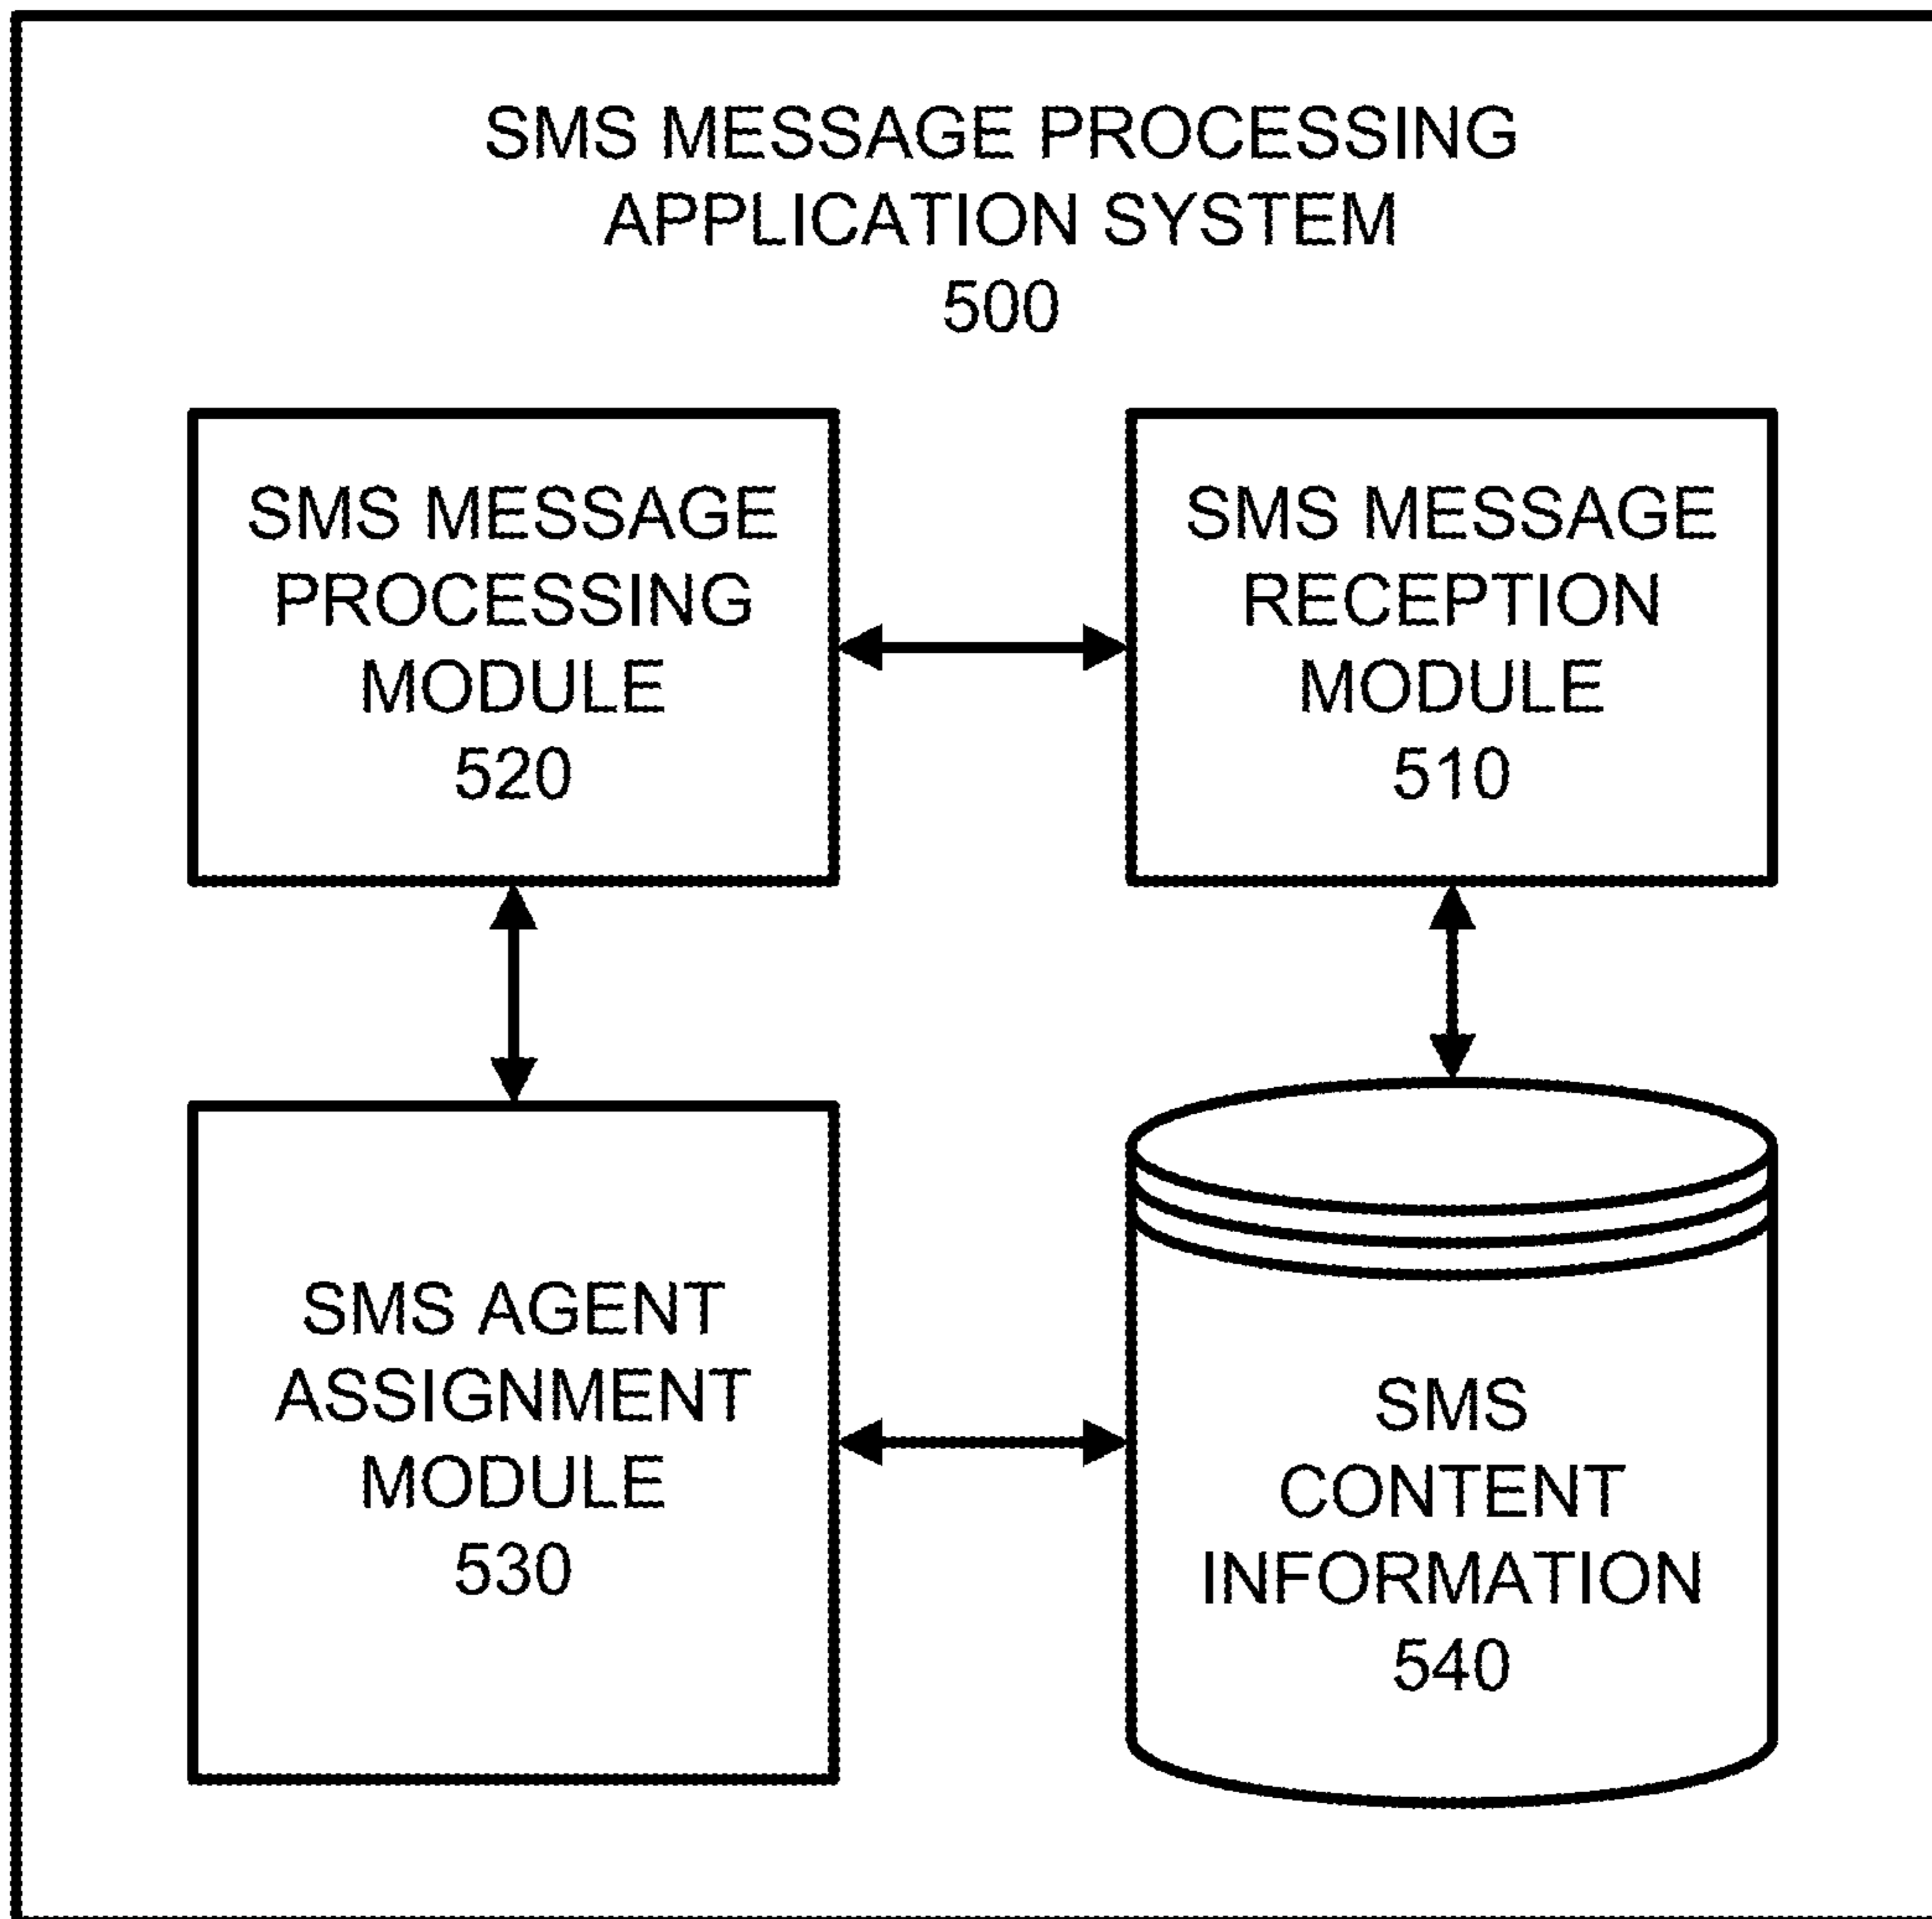 SMS MESSAGE PROCESSING
APPLICATION SYSTEM
500
SMS MESSAGE
PROCESSING
MODULE
520
SMS MESSAGE
RECEPTION
MODULE
510
SMS AGENT
ASSIGNMENT
MODULE
530
SMS
CONTENT
INFORMATION
540